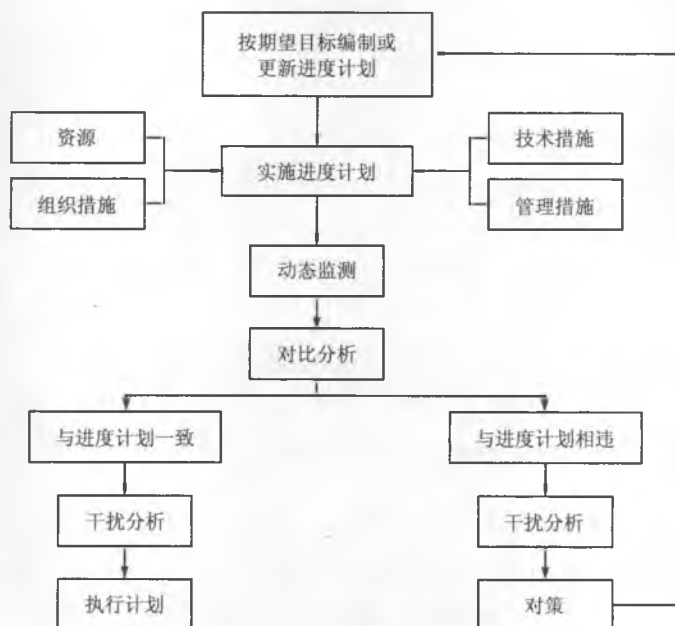 按期望目标编制或
更新进度计划
资源
技术措施
实施进度计划
组织措施
管理措施
动态监测
对比分析
与进度计划一致
与进度计划相违
干扰分析
干扰分析
执行计划
对策